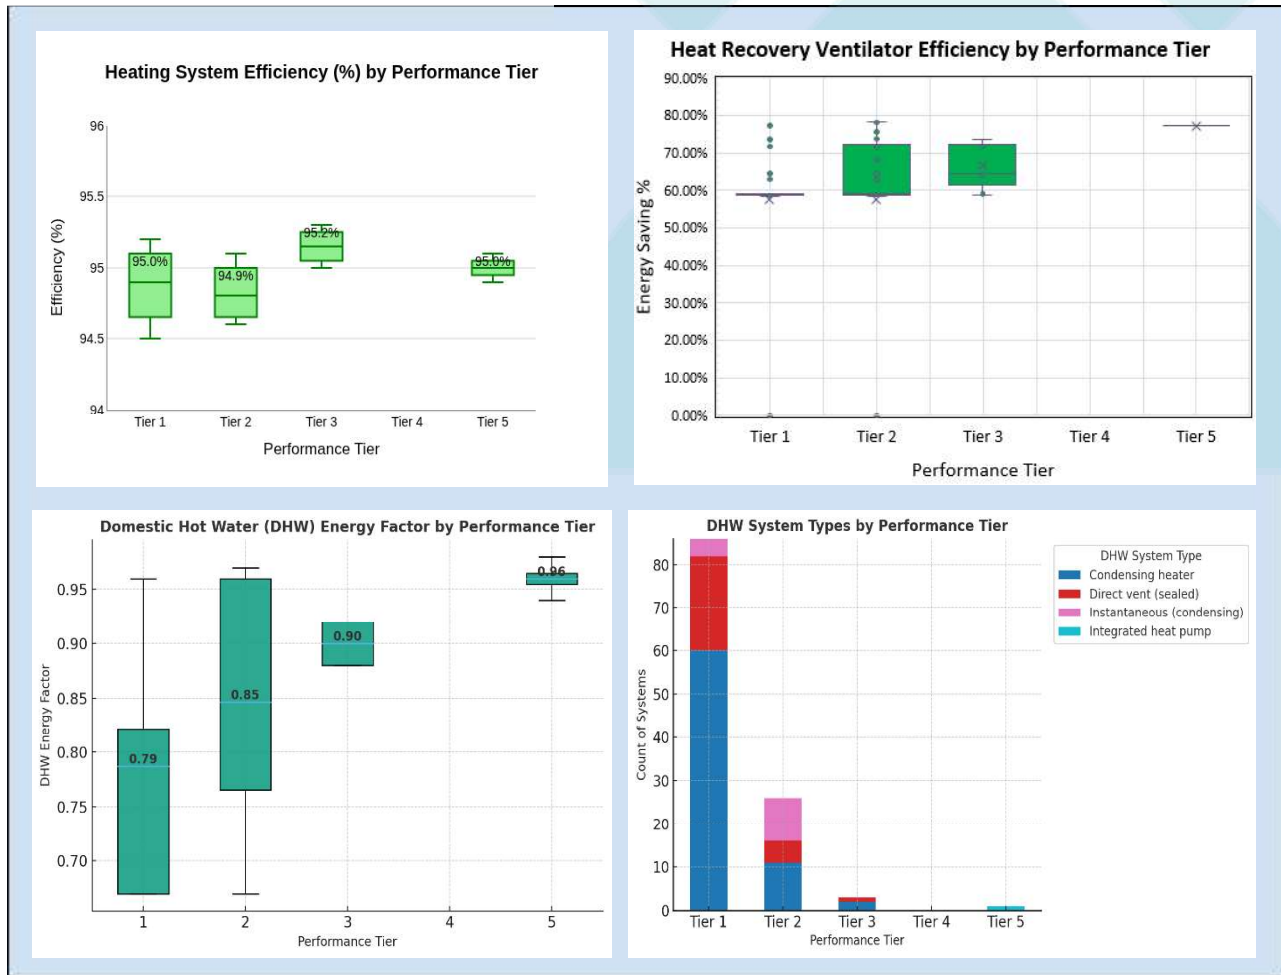 Heating System Efficiency (%) by Performance Tier
96
95.5
95
94.5
94
Efficiency (%)
95.0%
94.9%
95.2%
95.0%
Tier 1 Tier 2 Tier 3 Tier 4 Tier 5
Performance Tier
Heat Recovery Ventilator Efficiency by Performance Tier
90.00%
80.00%
70.00%
60.00%
50.00%
40.00%
30.00%
20.00%
10.00%
0.00%
Energy Saving %
Tier 1 Tier 2 Tier 3 Tier 4 Tier 5
Performance Tier
Domestic Hot Water (DHW) Energy Factor by Performance Tier
0.95
0.90
0.85
0.80
0.75
0.70
DHW Energy Factor
0.79
0.85
0.90
0.96
1 2 3 4 5
Performance Tier
DHW System Types by Performance Tier
80
70
60
50
40
30
20
10
0
Count of Systems
Tier 1 Tier 2 Tier 3 Tier 4 Tier 5
Performance Tier
DHW System Type
Condensing heater
Direct vent (sealed)
Instantaneous (condensing)
Integrated heat pump